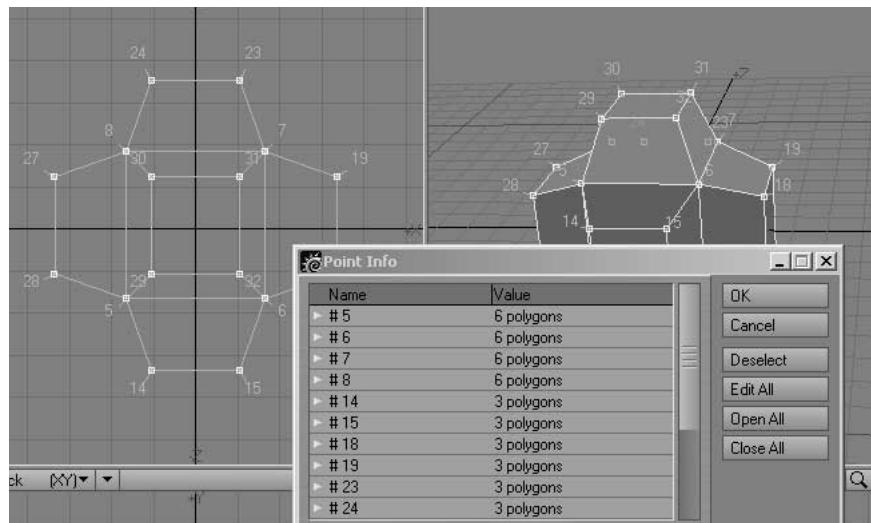 24 23
8 7
27 30 31 19
28 29 32
5 6
14 15
-Z
ck (XY)
+Y
30 31
29 +Z
27 19
28 6 18
14 15
Point Info
Name Value
# 5 6 polygons
# 6 6 polygons
# 7 6 polygons
# 8 6 polygons
# 14 3 polygons
# 15 3 polygons
# 18 3 polygons
# 19 3 polygons
# 23 3 polygons
# 24 3 polygons
OK
Cancel
Deselect
Edit All
Open All
Close All